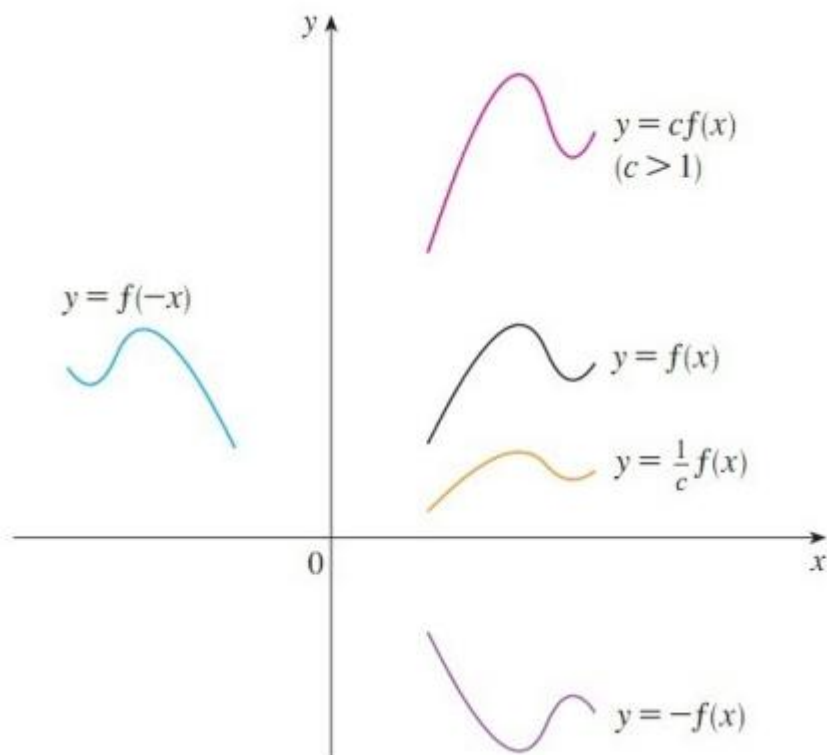 y
y = cf(x)
(c > 1)
y = f(−x)
y = f(x)
y = 1/c f(x)
0
x
y = −f(x)